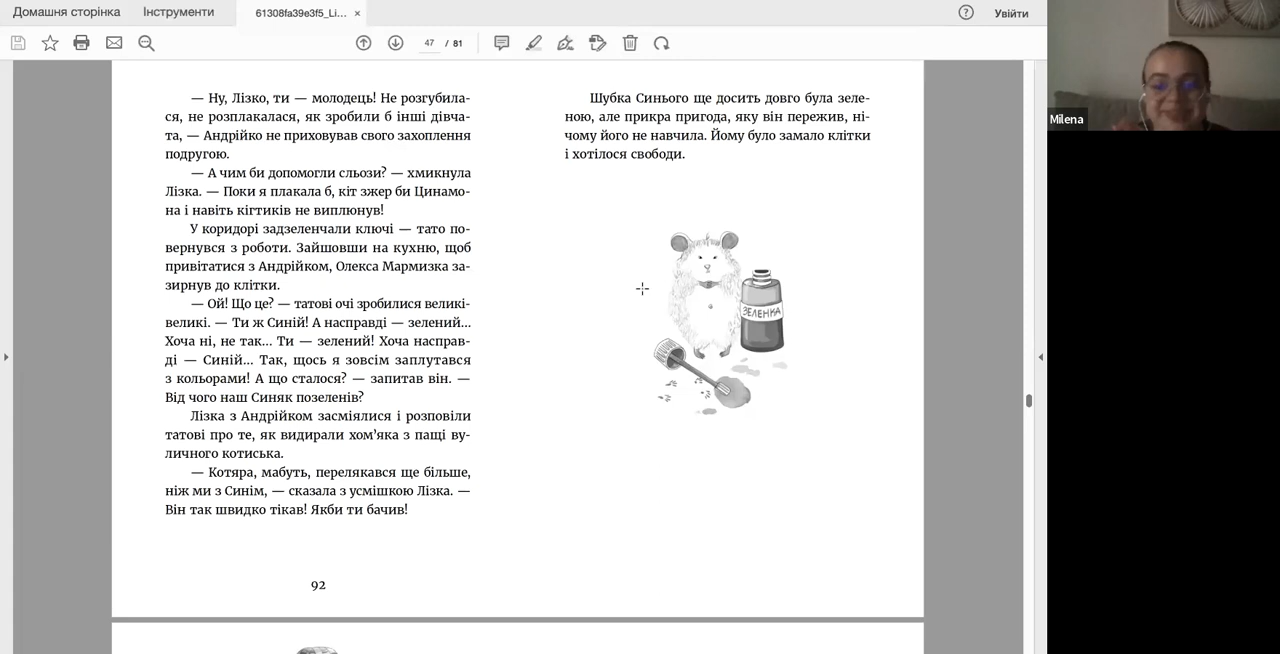 Домашня сторінка
Інструменти
61308fa39e3f5_Li... ×
?
Увійти
47 / 81
— Ну, Лізко, ти — молодець! Не розгубила-
ся, не розплакалася, як зробили б інші дівча-
та, — Андрійко не приховував свого захоплення
подругою.
— А чим би допомогли сльози? — хмикнула
Лізка. — Поки я плакала б, кіт зжер би Цинамо-
на і навіть кігтиків не виплюнув!
У коридорі задзеленчали ключі — тато по-
вернувся з роботи. Зайшовши на кухню, щоб
привітатися з Андрійком, Олекса Мармизка за-
зирнув до клітки.
— Ой! Що це? — татові очі зробилися великі-
великі. — Ти ж Синій! А насправді — зелений...
Хоча ні, не так... Ти — зелений! Хоча насправ-
ді — Синій... Так, щось я зовсім заплутався
з кольорами! А що сталося? — запитав він. —
Від чого наш Синяк позеленів?
Лізка з Андрійком засміялися і розповіли
татові про те, як видирали хом’яка з пащі ву-
личного котиська.
— Котяра, мабуть, перелякався ще більше,
ніж ми з Синім, — сказала з усмішкою Лізка. —
Він так швидко тікав! Якби ти бачив!
92
Шубка Синього ще досить довго була зеле-
ною, але прикра пригода, яку він пережив, ні-
чому його не навчила. Йому було замало клітки
і хотілося свободи.
ЗЕЛЕНКА
Milena